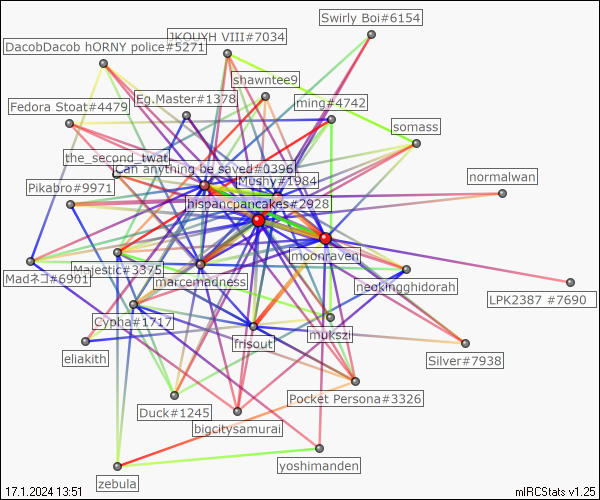 Swirly Boi#6154
JKOUYH VIII#7034
DacobDacob hORNY police#5271
shawntee9
Eg.Master#1378
ming#4742
Fedora Stoat#4479
somass
the_second_twat
Can anything be saved#0396
normalwan
Mushy#1984
Pikabro#9971
hispanicpancakes#2928
moonraven
Majestic#3375
Madネコ#6901
marcemadness
neokingghidorah
LPK2387 #7690
Cypha#1717
mukszi
frisout
eliakith
Silver#7938
Pocket Persona#3326
Duck#1245
bigcitysamurai
yoshimanden
zebula
17.1.2024 13:51
mIRCStats v1.25